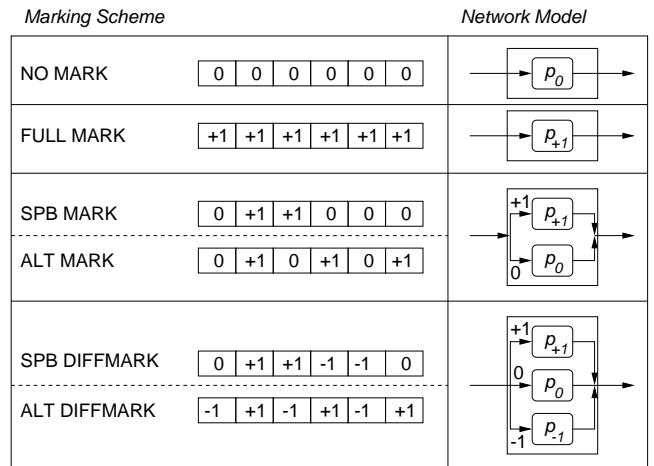 Marking Scheme Network Model
NO MARK 0 0 0 0 0 0 p0
FULL MARK +1 +1 +1 +1 +1 +1 p+1
SPB MARK 0 +1 +1 0 0 0 +1 p+1
ALT MARK 0 +1 0 +1 0 +1 0 p0
SPB DIFFMARK 0 +1 +1 -1 -1 0 +1 p+1
0 p0
ALT DIFFMARK -1 +1 -1 +1 -1 +1 -1 p-1